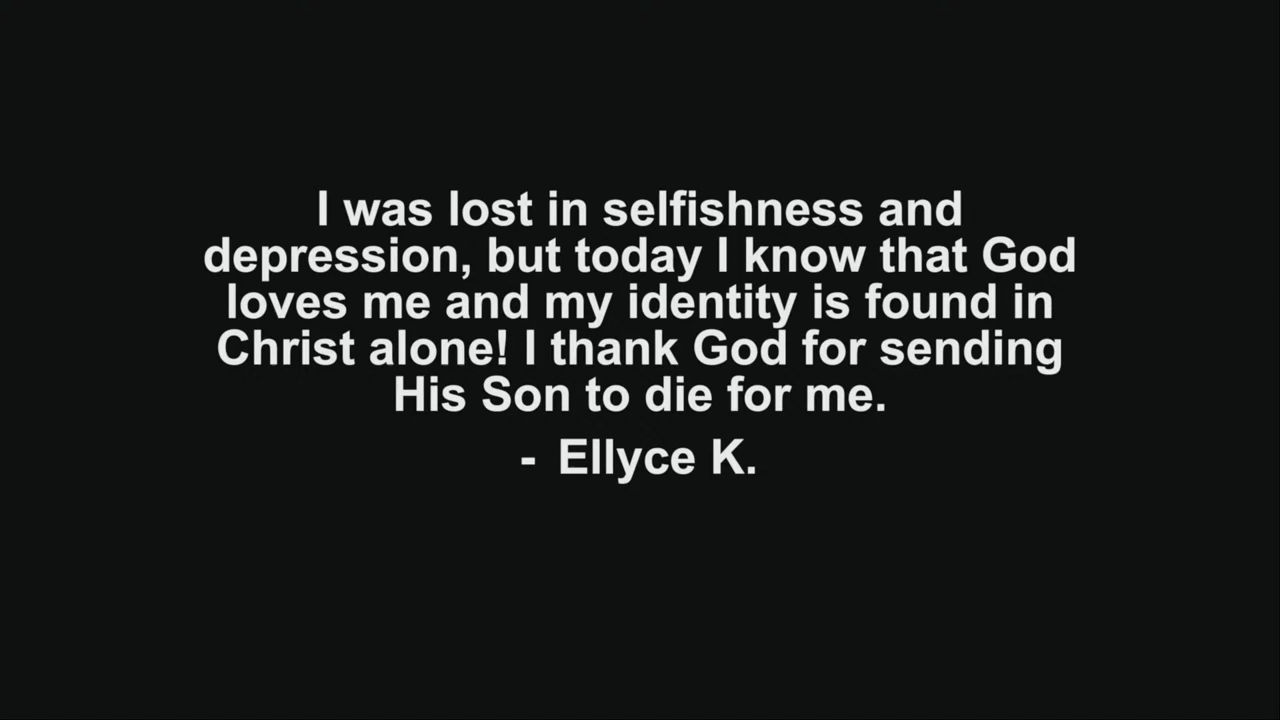 I was lost in selfishness and
depression, but today I know that God
loves me and my identity is found in
Christ alone! I thank God for sending
His Son to die for me.
- Ellyce K.